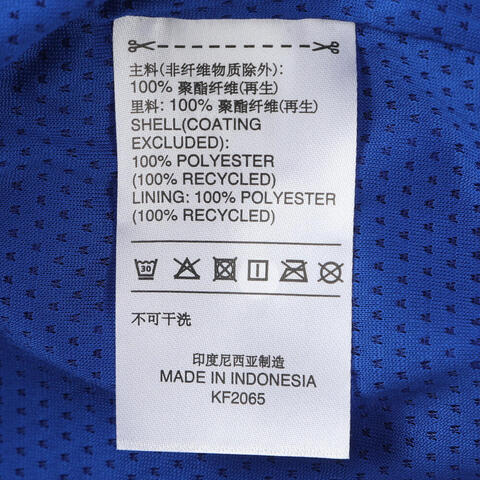 主料(非纤维物质除外):
100% 聚酯纤维(再生)
里料: 100% 聚酯纤维(再生)
SHELL(COATING
EXCLUDED):
100% POLYESTER
(100% RECYCLED)
LINING: 100% POLYESTER
(100% RECYCLED)
30
不可干洗
印度尼西亚制造
MADE IN INDONESIA
KF2065